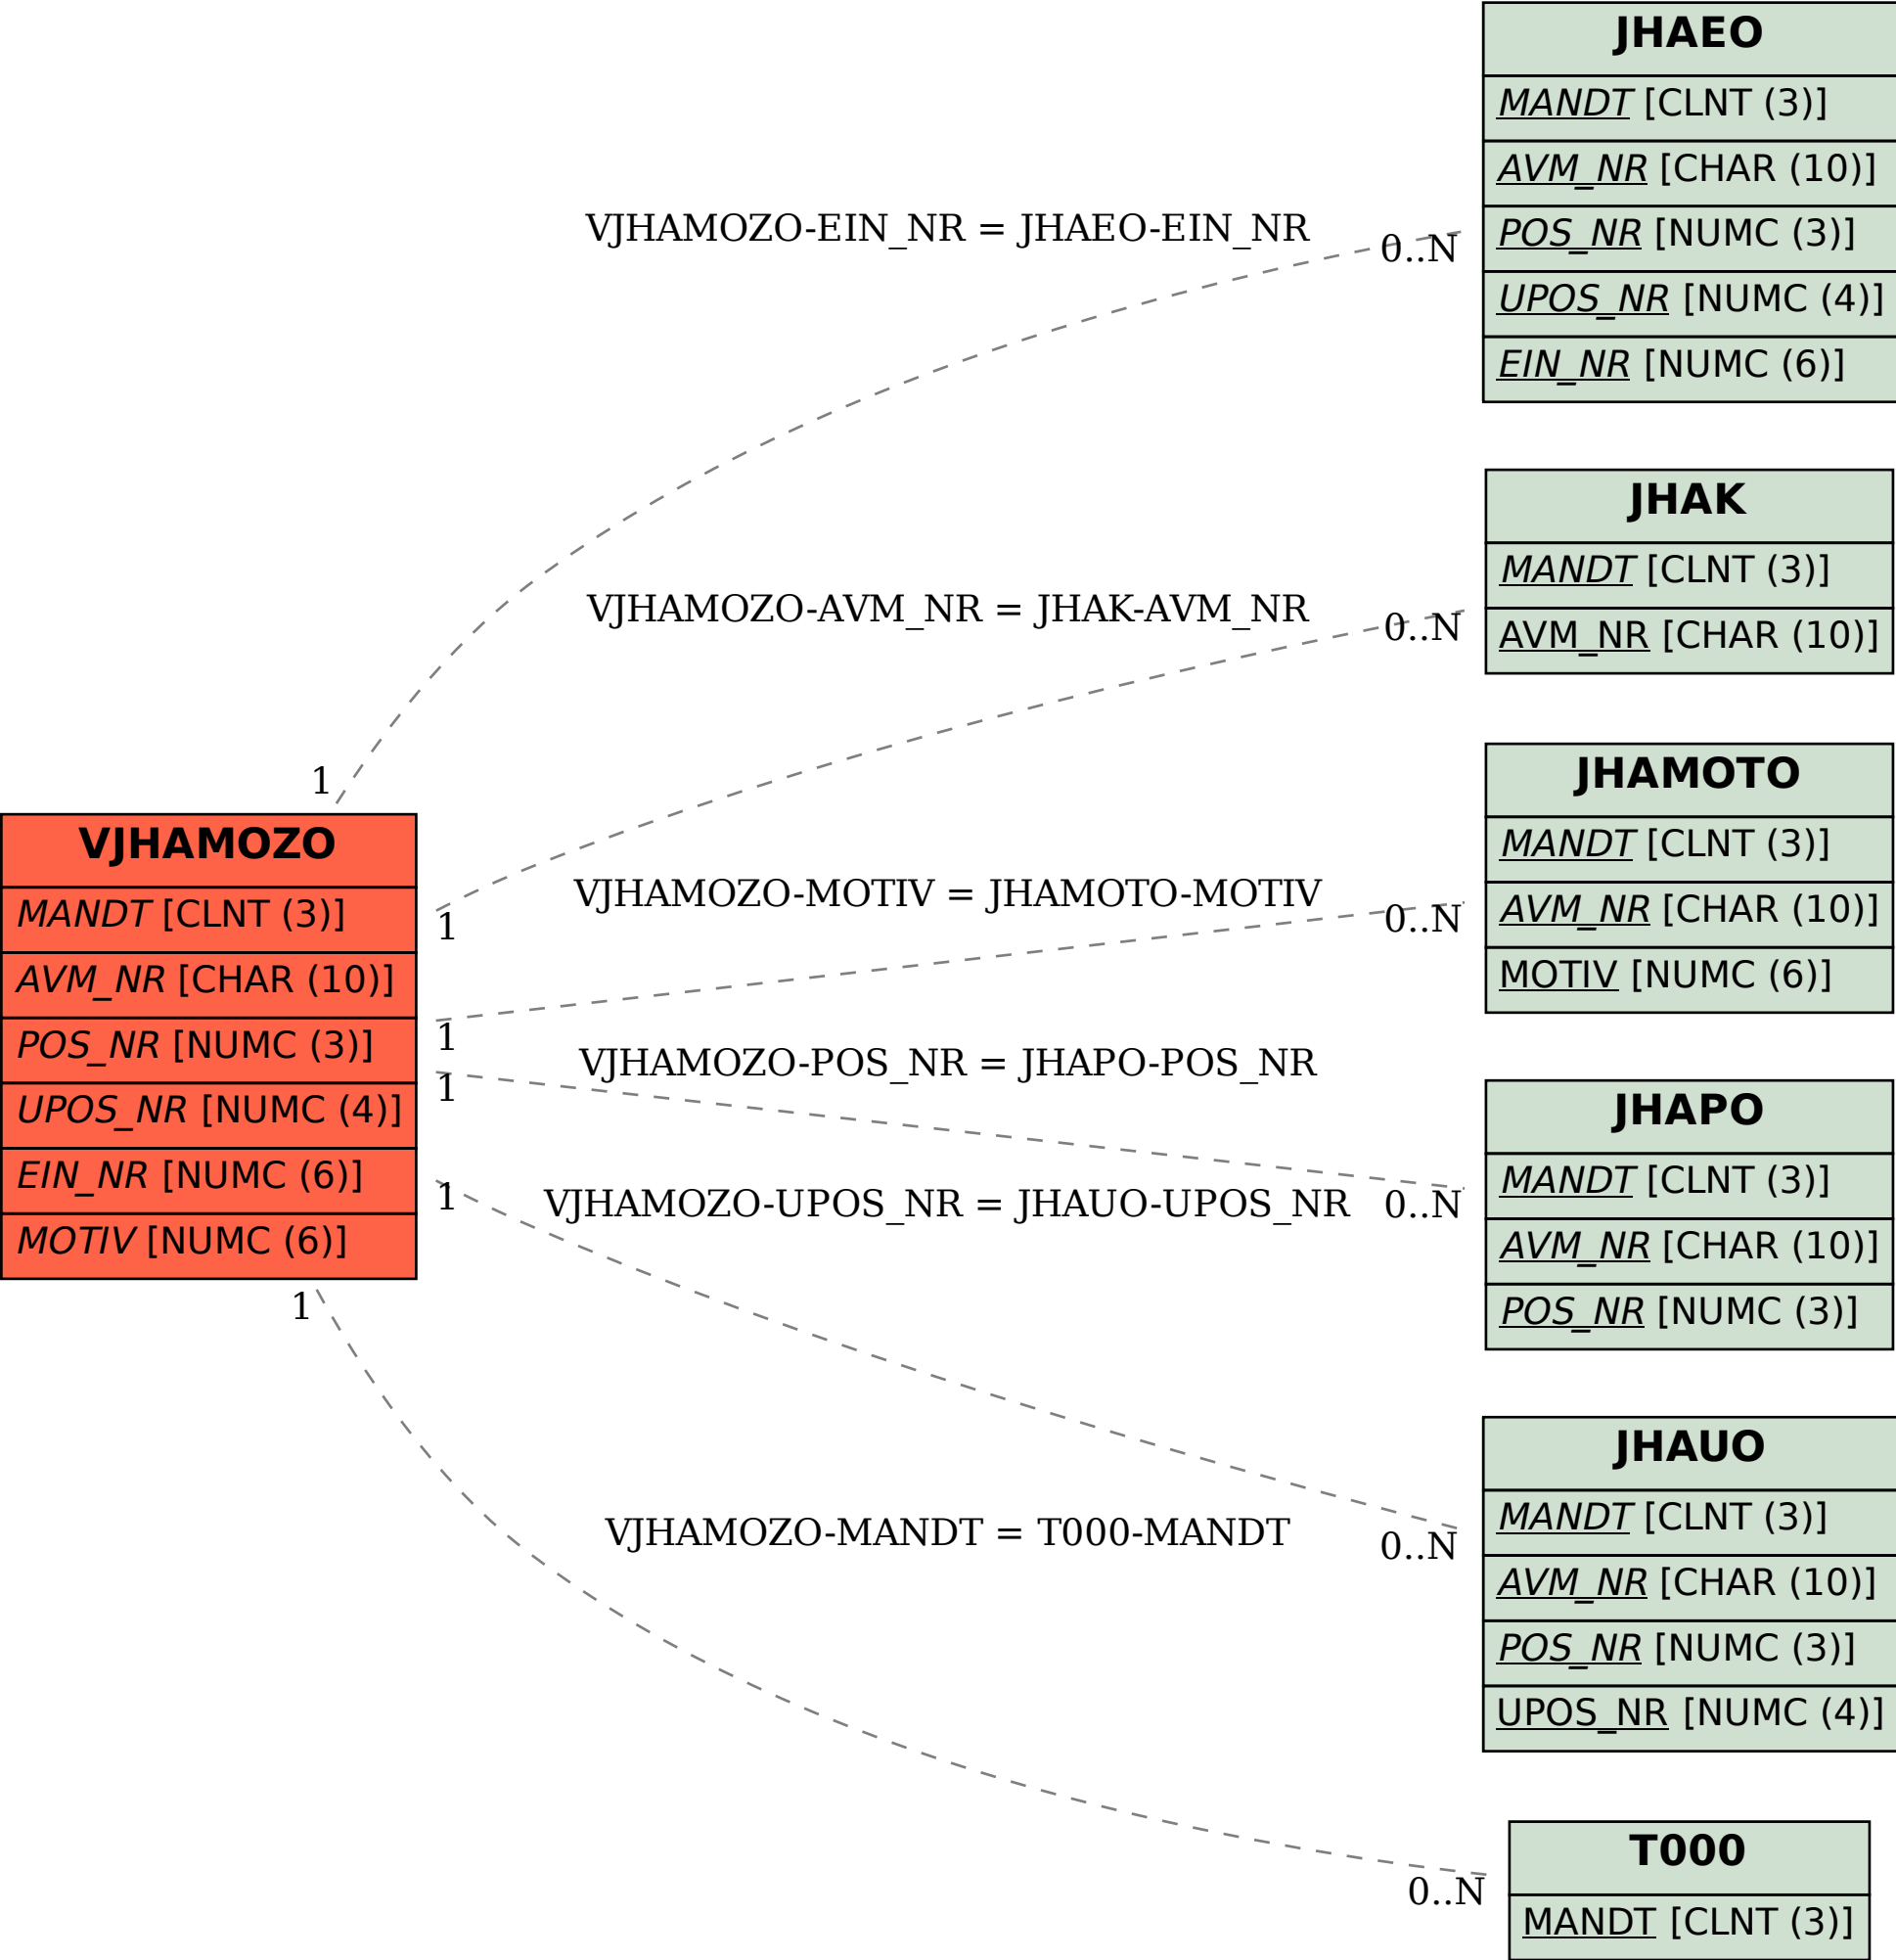 JHAEO
MANDT [CLNT (3)]
AVM_NR [CHAR (10)]
POS_NR [NUMC (3)]
UPOS_NR [NUMC (4)]
EIN_NR [NUMC (6)]
VJHAMOZO-EIN_NR = JHAEO-EIN_NR
0..N
1
JHAK
MANDT [CLNT (3)]
AVM_NR [CHAR (10)]
VJHAMOZO-AVM_NR = JHAK-AVM_NR
0..N
1
JHAMOTO
MANDT [CLNT (3)]
AVM_NR [CHAR (10)]
MOTIV [NUMC (6)]
VJHAMOZO-MOTIV = JHAMOTO-MOTIV
0..N
1
VJHAMOZO
MANDT [CLNT (3)]
AVM_NR [CHAR (10)]
POS_NR [NUMC (3)]
UPOS_NR [NUMC (4)]
EIN_NR [NUMC (6)]
MOTIV [NUMC (6)]
VJHAMOZO-POS_NR = JHAPO-POS_NR
1
0..N
JHAPO
MANDT [CLNT (3)]
AVM_NR [CHAR (10)]
POS_NR [NUMC (3)]
VJHAMOZO-UPOS_NR = JHAUO-UPOS_NR
1
0..N
JHAUO
MANDT [CLNT (3)]
AVM_NR [CHAR (10)]
POS_NR [NUMC (3)]
UPOS_NR [NUMC (4)]
VJHAMOZO-MANDT = T000-MANDT
1
0..N
T000
MANDT [CLNT (3)]